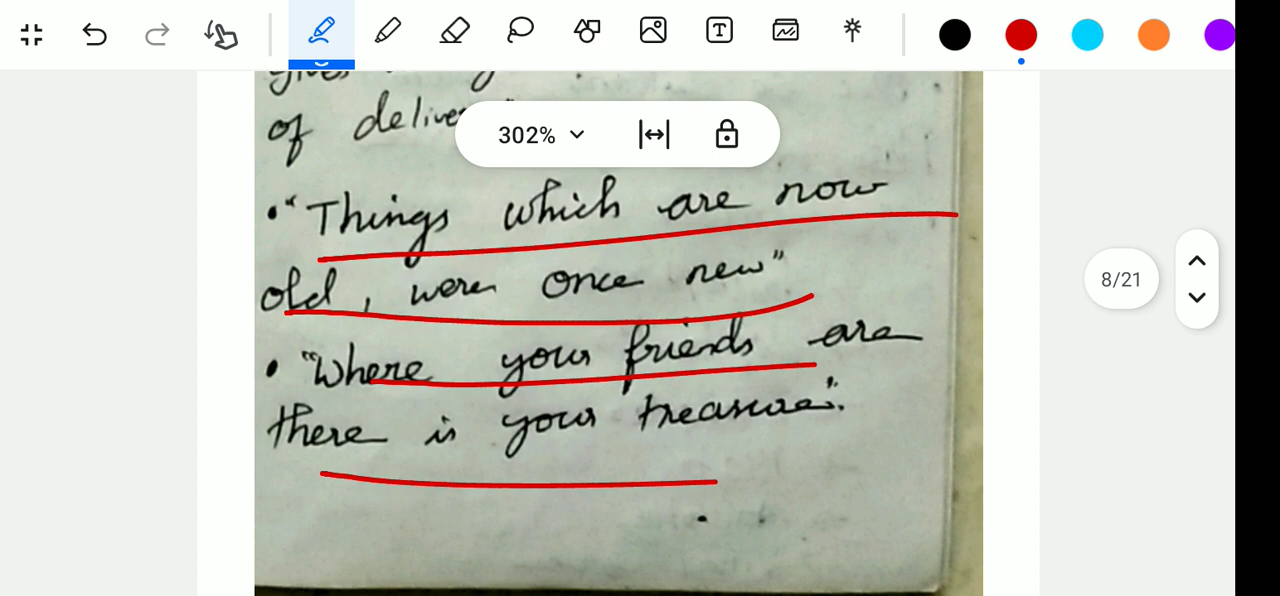 302%
of
• "Things which are now
old, were once new"
• "Where your friends are
there is your treasure".
8/21